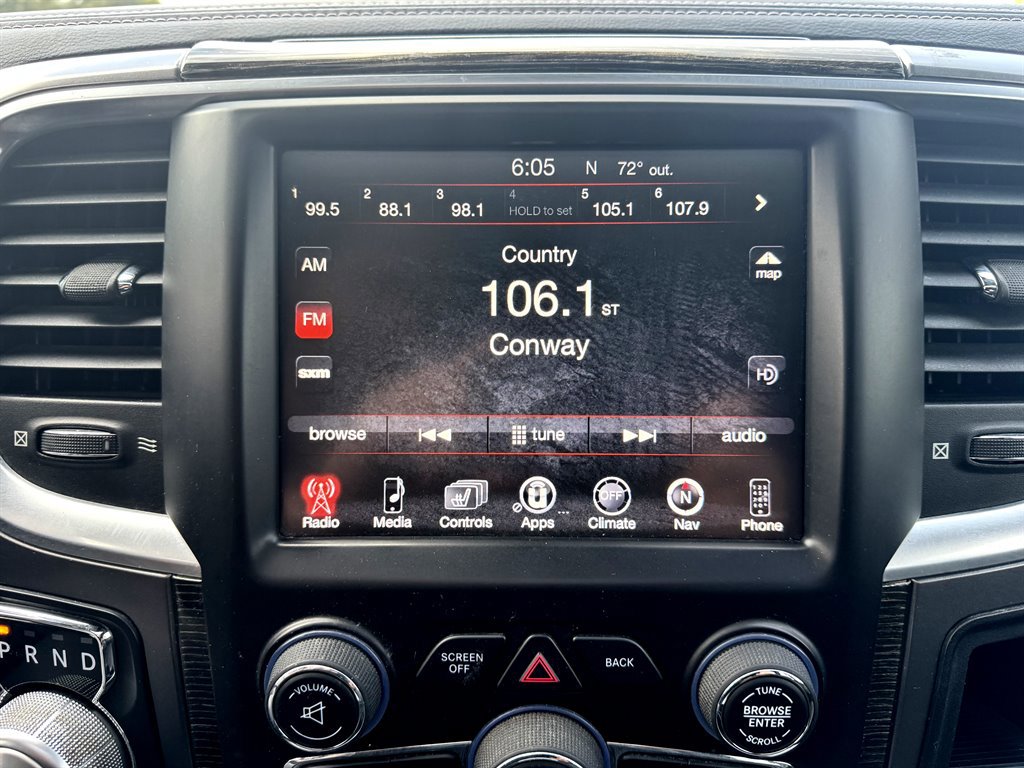 6:05 N 72° out.
1 99.5 2 88.1 3 98.1 4 HOLD to set 5 105.1 6 107.9
AM Country map
FM 106.1 ST
Conway
sxm HD
browse tune audio
OFF N
Radio Media Controls Apps ... Climate Nav Phone
P R N D
SCREEN OFF BACK
VOLUME TUNE
BROWSE
ENTER
SCROLL